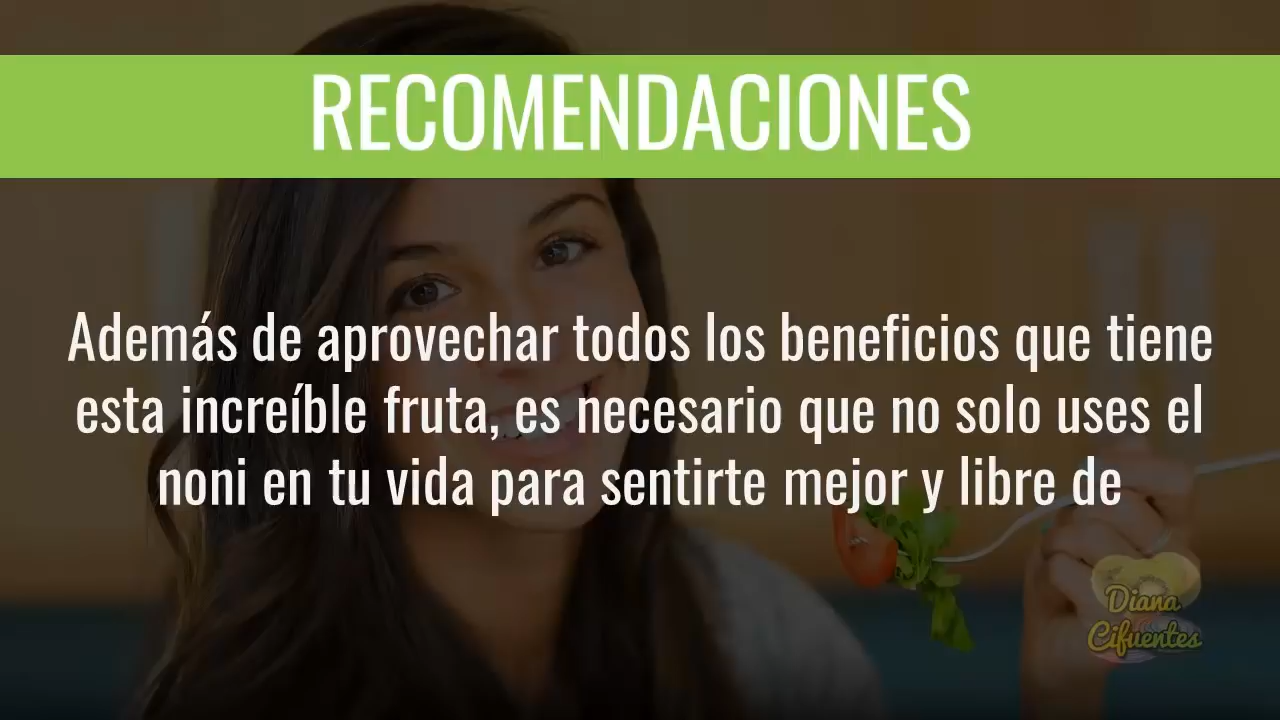 RECOMENDACIONES
Además de aprovechar todos los beneficios que tiene
esta increíble fruta, es necesario que no solo uses el
noni en tu vida para sentirte mejor y libre de
Diana
Cifuentes